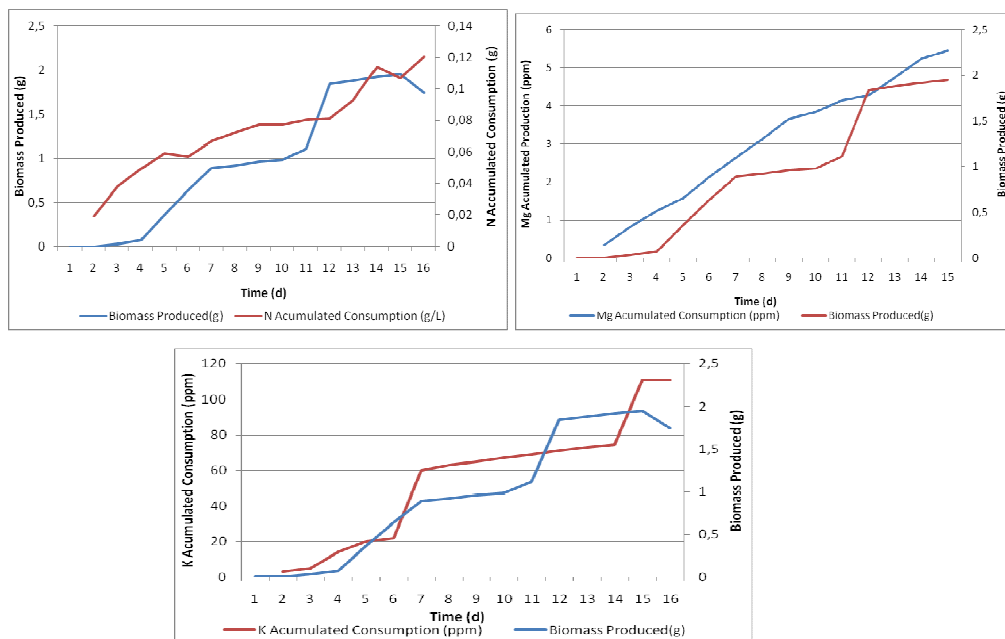 2,5
2
1,5
1
0,5
0
Biomass Produced (g)
0,14
0,12
0,10
0,08
0,06
0,04
0,02
0
N Accumulated Consumption (g)
1 2 3 4 5 6 7 8 9 10 11 12 13 14 15 16
Time (d)
Biomass Produced(g) N Acumulated Consumption (g/L)
6
5
4
3
2
1
0
Mg Acumulated Production (ppm)
2,5
2
1,5
1
0,5
0
Biomass Produced (g)
1 2 3 4 5 6 7 8 9 10 11 12 13 14 15
Time (d)
Mg Acumulated Consumption (ppm) Biomass Produced(g)
120
100
80
60
40
20
0
K Acumulated Consumption (ppm)
2,5
2
1,5
1
0,5
0
Biomass Produced (g)
1 2 3 4 5 6 7 8 9 10 11 12 13 14 15 16
Time (d)
K Acumulated Consumption (ppm) Biomass Produced(g)